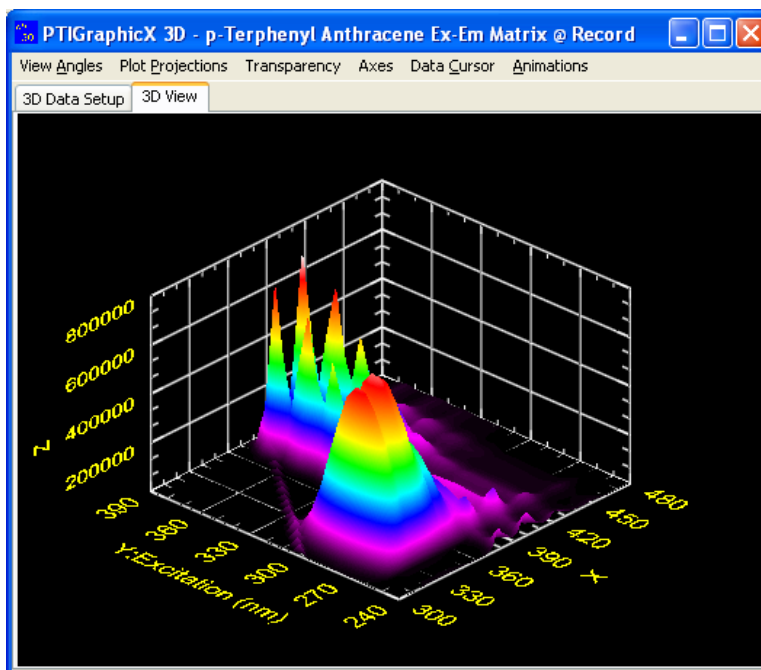 PTIGraphicX 3D - p-Terphenyl Anthracene Ex-Em Matrix @ Record
View Angles Plot Projections Transparency Axes Data Cursor Animations
3D Data Setup 3D View
800000
600000
400000
200000
Z
390
360
330
300
270
240
Y:Excitation (nm)
300
330
360
390
420
450
480
X